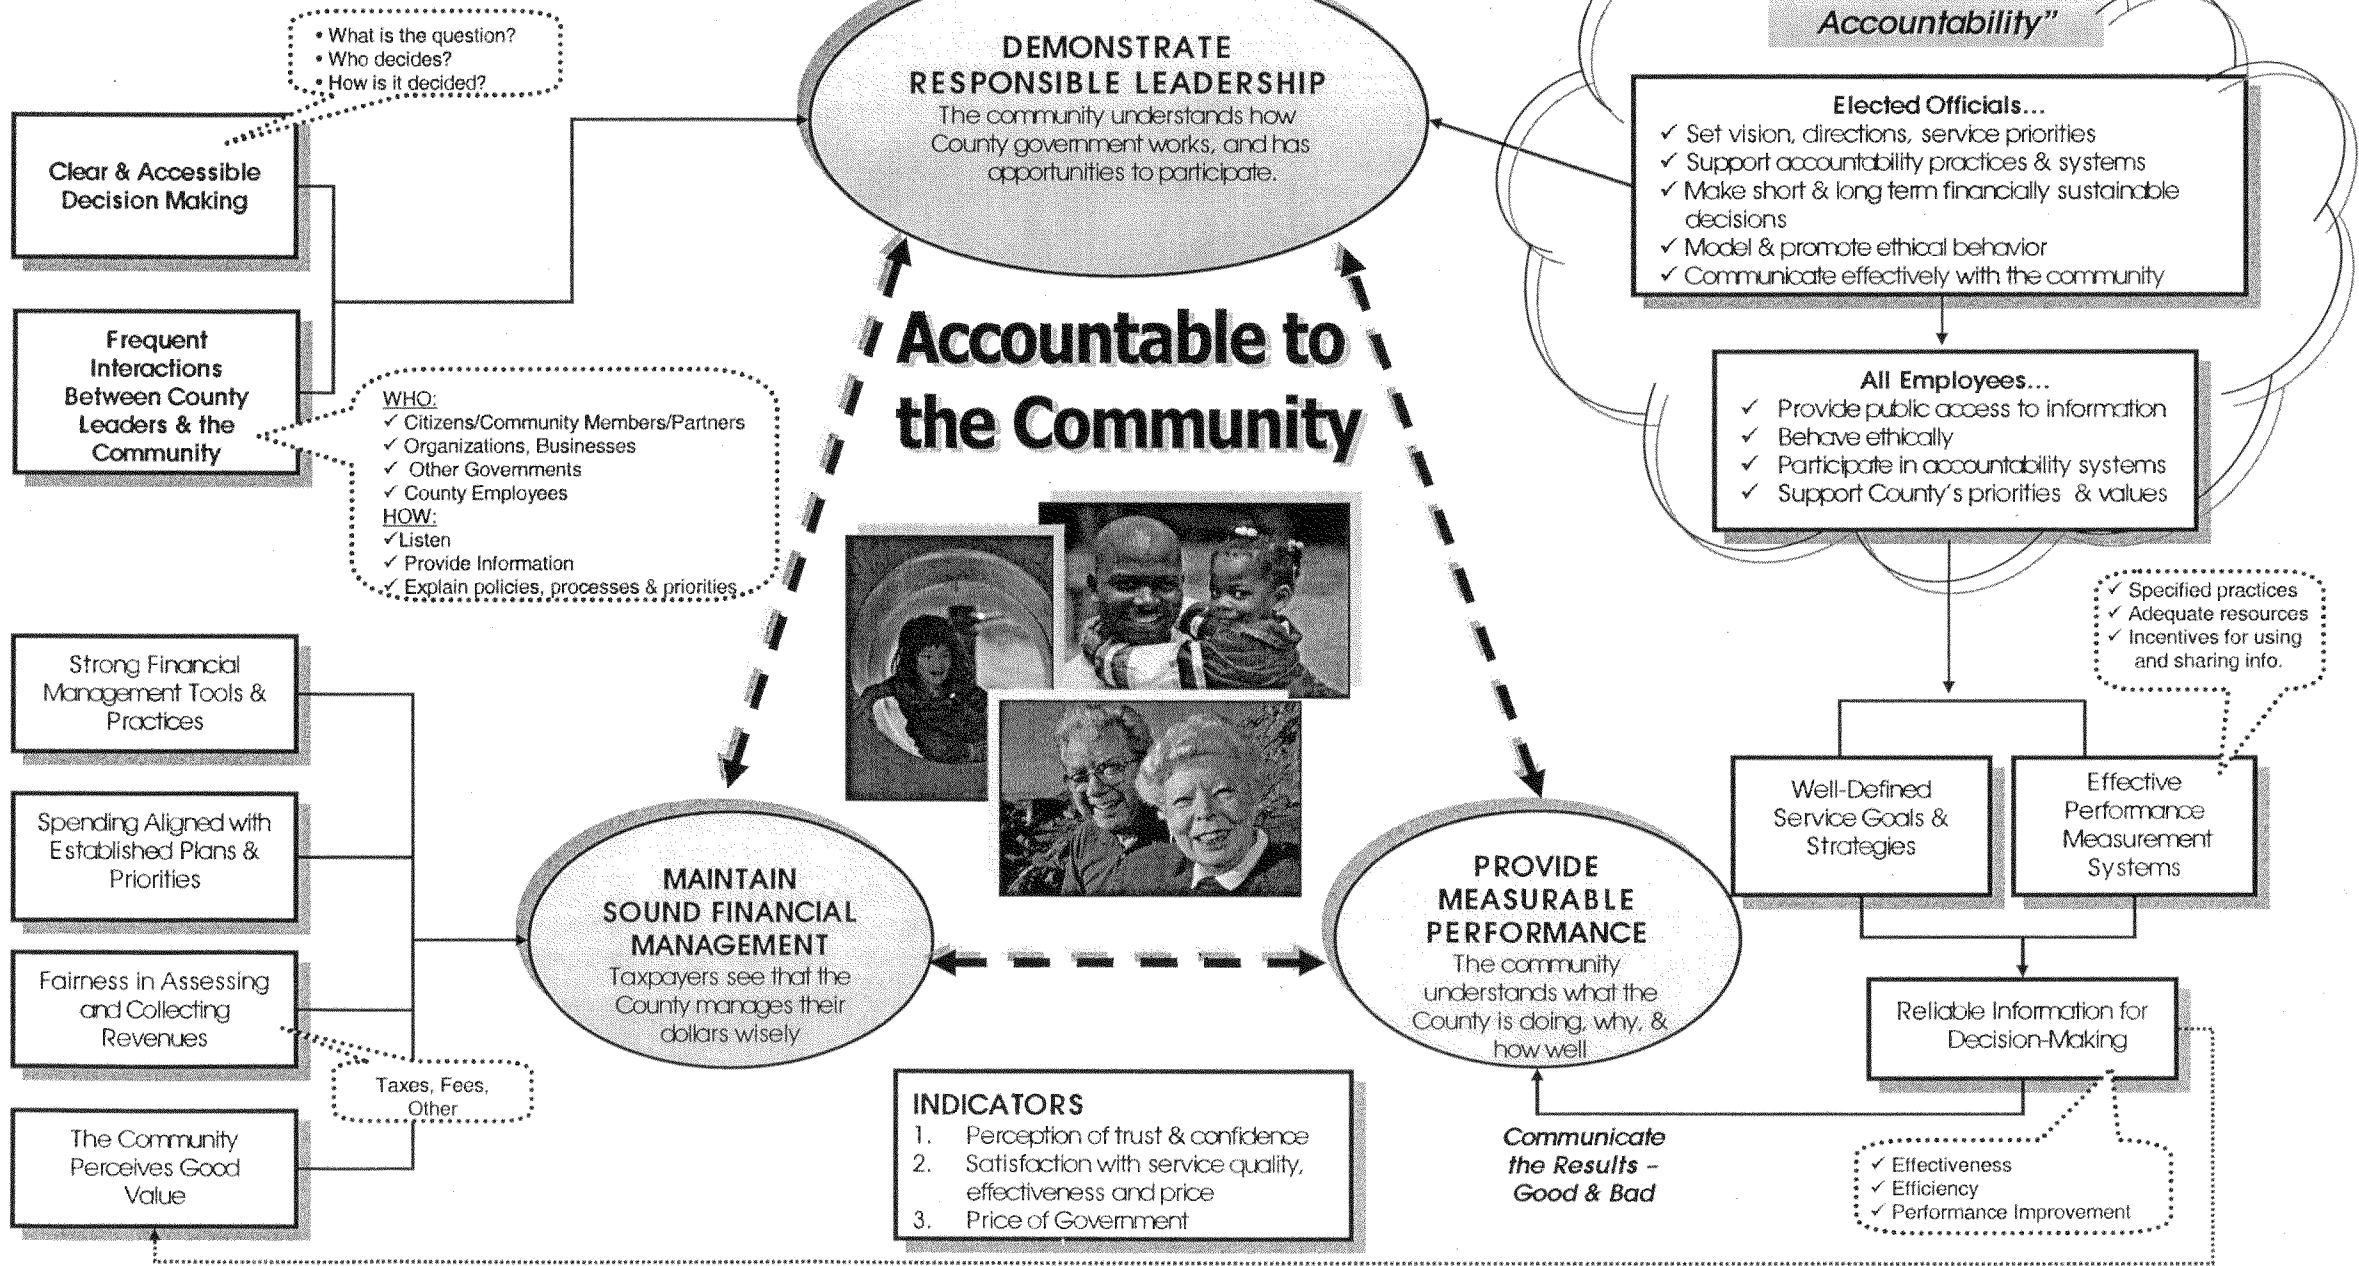 • What is the question?
• Who decides?
• How is it decided?
Clear & Accessible
Decision Making
Frequent
Interactions
Between County
Leaders & the
Community
WHO:
✓ Citizens/Community Members/Partners
✓ Organizations, Businesses
✓ Other Governments
✓ County Employees
HOW:
✓Listen
✓ Provide Information
✓ Explain policies, processes & priorities
DEMONSTRATE
RESPONSIBLE LEADERSHIP
The community understands how
County government works, and has
opportunities to participate.
Accountability”
Elected Officials...
✓ Set vision, directions, service priorities
✓ Support accountability practices & systems
✓ Make short & long term financially sustainable
decisions
✓ Model & promote ethical behavior
✓ Communicate effectively with the community
All Employees...
✓ Provide public access to information
✓ Behave ethically
✓ Participate in accountability systems
✓ Support County's priorities & values
Accountable to
the Community
Strong Financial
Management Tools &
Practices
Spending Aligned with
Established Plans &
Priorities
Fairness in Assessing
and Collecting
Revenues
Taxes, Fees,
Other
The Community
Perceives Good
Value
MAINTAIN
SOUND FINANCIAL
MANAGEMENT
Taxpayers see that the
County manages their
dollars wisely
PROVIDE
MEASURABLE
PERFORMANCE
The community
understands what the
County is doing, why, &
how well
✓ Specified practices
✓ Adequate resources
✓ Incentives for using
and sharing info.
Well-Defined
Service Goals &
Strategies
Effective
Performance
Measurement
Systems
Reliable Information for
Decision-Making
✓ Effectiveness
✓ Efficiency
✓ Performance Improvement
Communicate
the Results –
Good & Bad
INDICATORS
1. Perception of trust & confidence
2. Satisfaction with service quality,
effectiveness and price
3. Price of Government